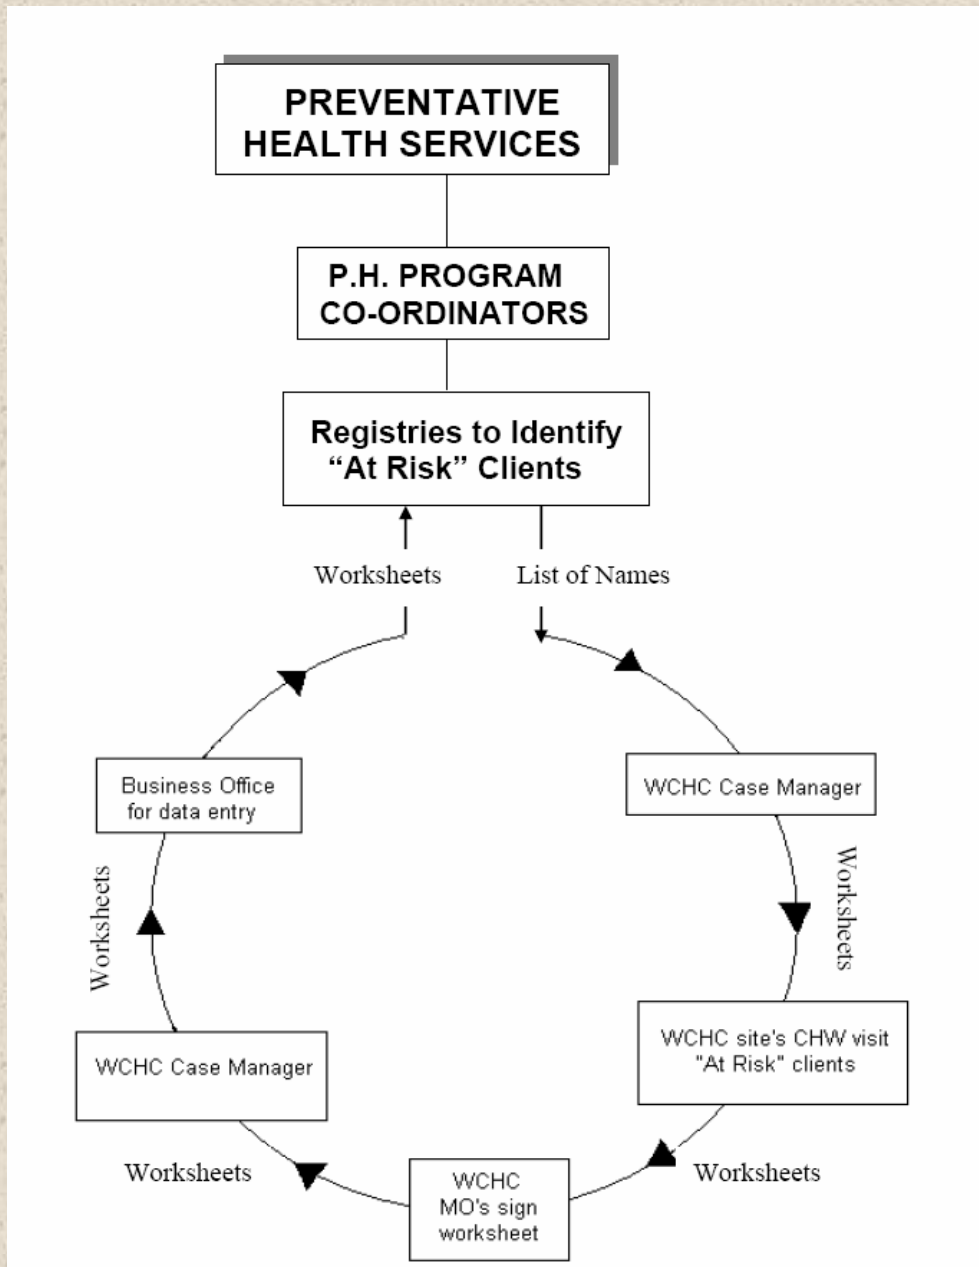 PREVENTATIVE
HEALTH SERVICES
P.H. PROGRAM
CO-ORDINATORS
Registries to Identify
“At Risk” Clients
Worksheets
List of Names
WCHC Case Manager
Worksheets
WCHC site's CHW visit
"At Risk" clients
Worksheets
WCHC
MO's sign
worksheet
Worksheets
WCHC Case Manager
Worksheets
Business Office
for data entry